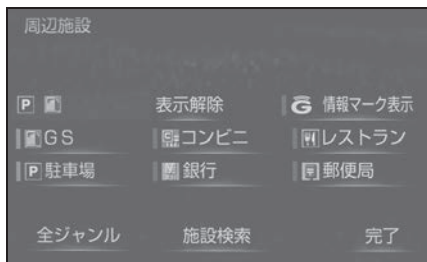 周辺施設
P 表示解除 G 情報マーク表示
GS コンビニ レストラン
P 駐車場 銀行 郵便局
全ジャンル 施設検索 完了